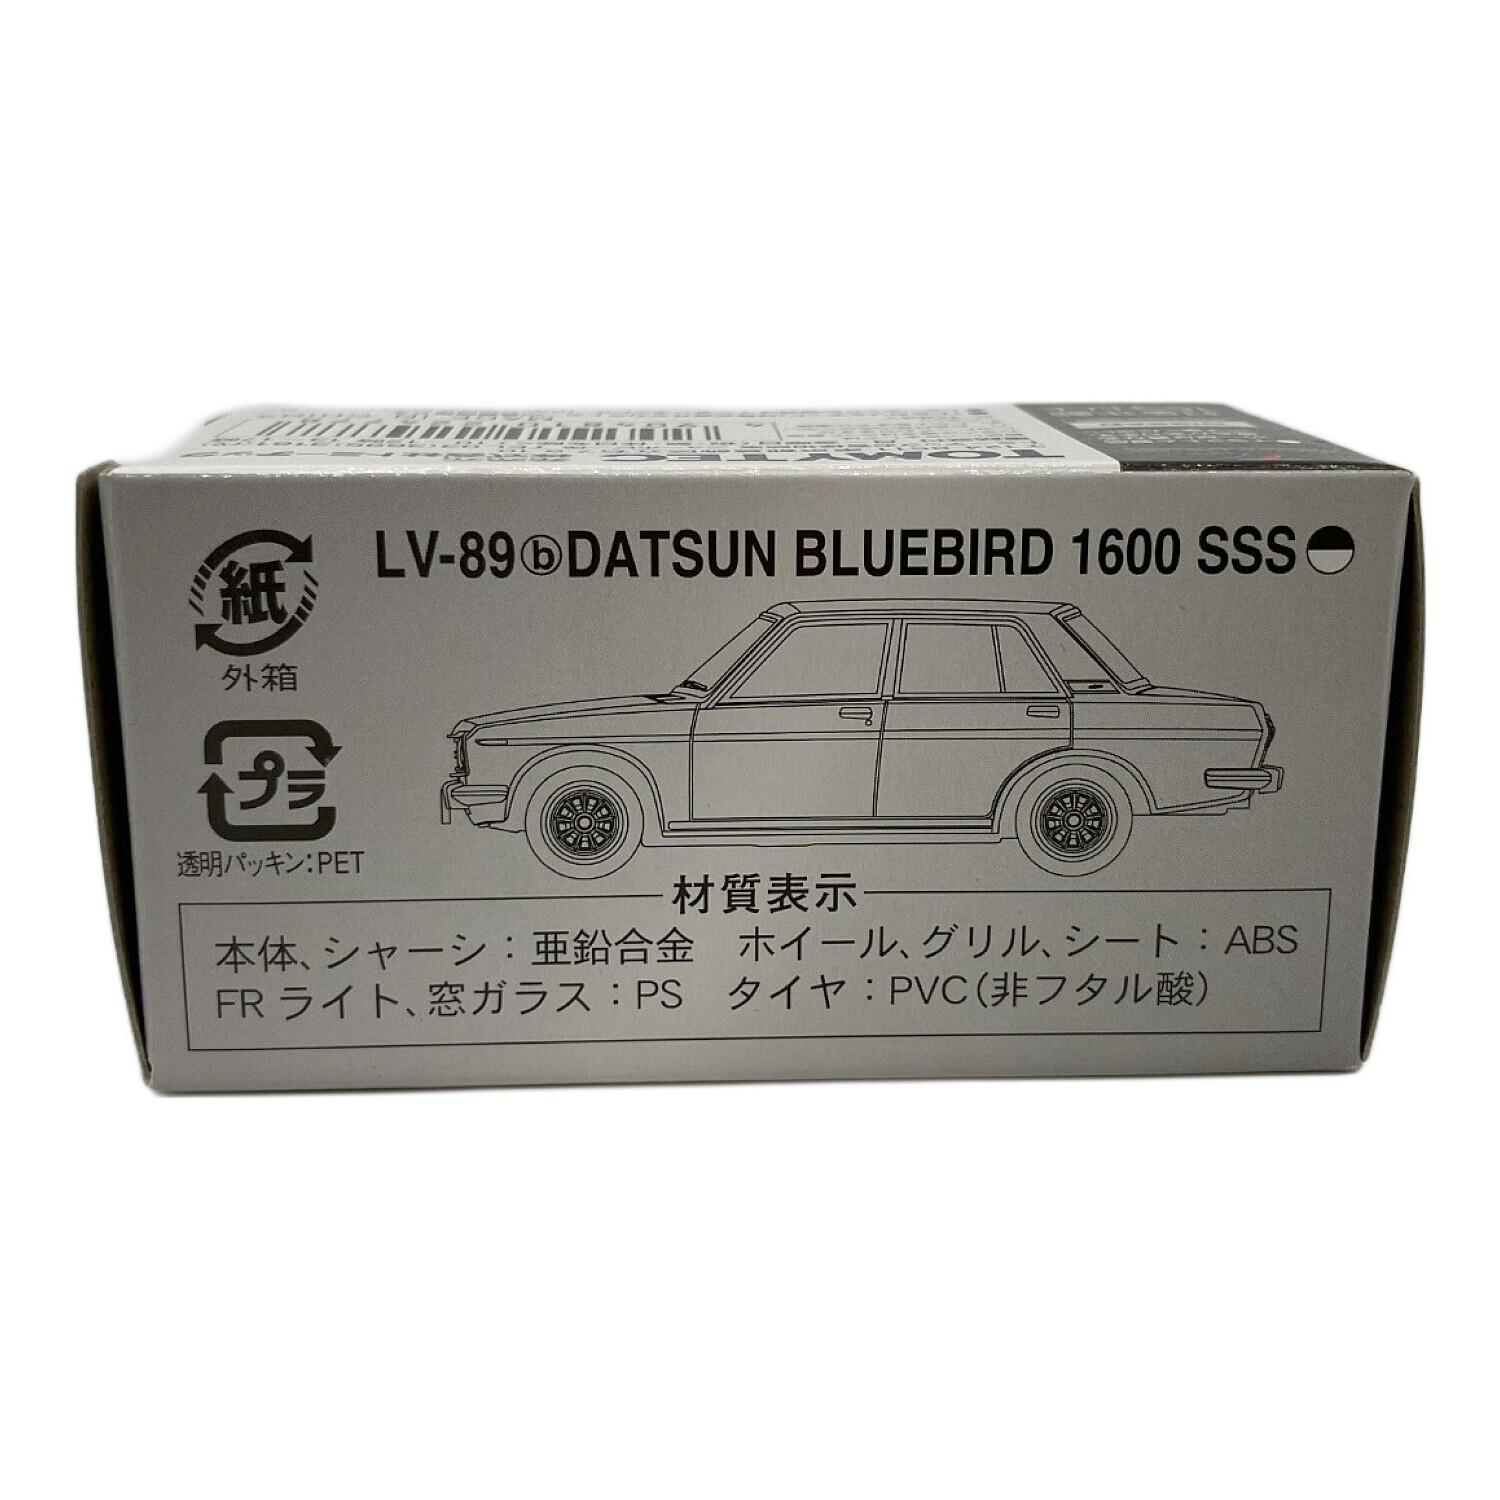 TOMYTEC
LV-89ⓑDATSUN BLUEBIRD 1600 SSS
紙
外箱
プラ
透明パッキン:PET
材質表示
本体、シャーシ:亜鉛合金 ホイール、グリル、シート:ABS
FRライト、窓ガラス:PS タイヤ:PVC(非フタル酸)